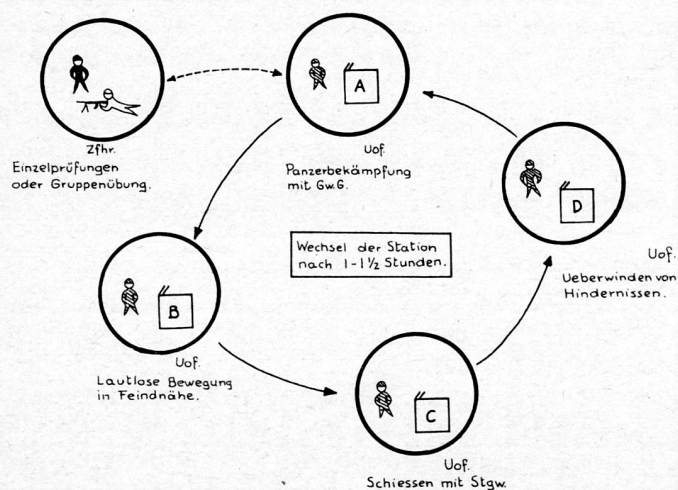 Zfhr.
Einzelprüfungen
oder Gruppenübung.
A
Uof.
Panzerbekämpfung
mit Gw.G.
D
Uof.
Ueberwinden von
Hindernissen.
Wechsel der Station
nach 1-1½ Stunden.
B
Uof.
Lautlose Bewegung
in Feindnähe.
C
Uof.
Schiessen mit Stgw.